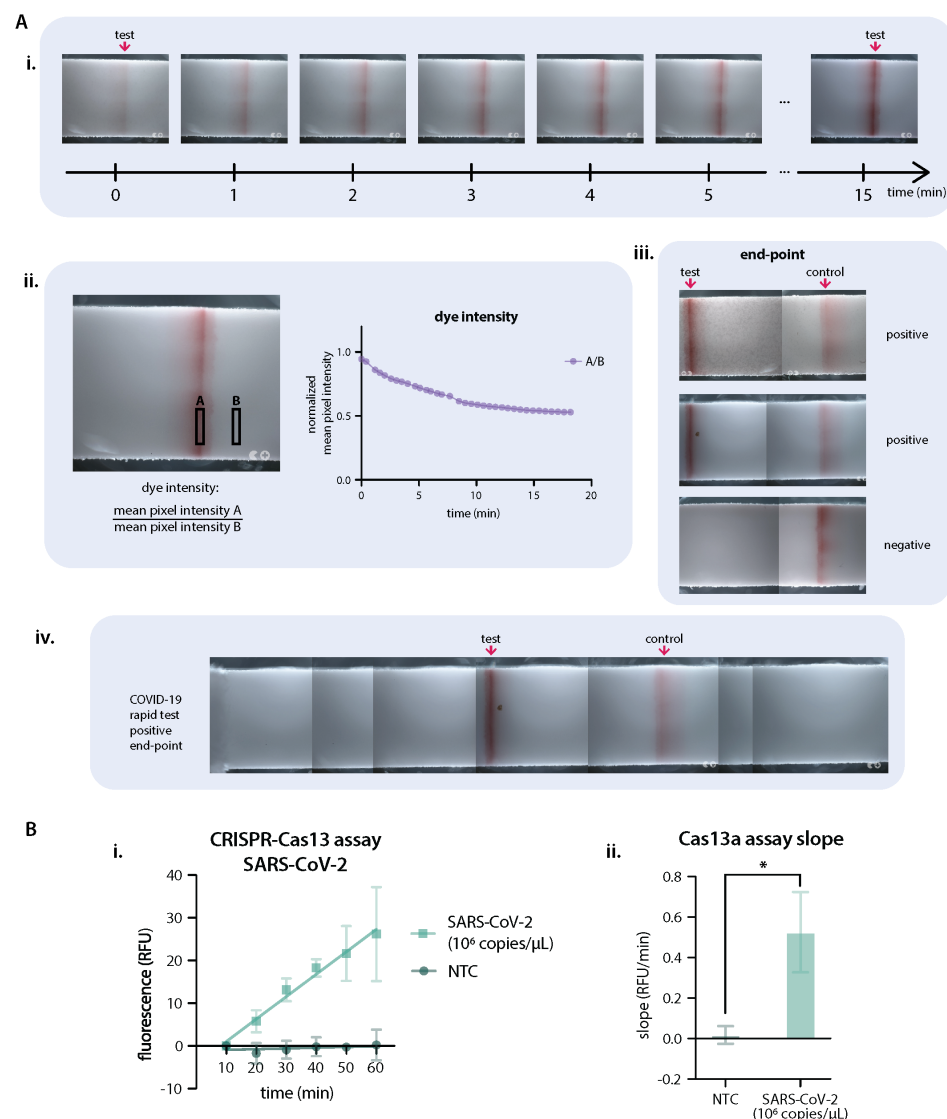 A
i.
test
test
...
...
0
1
2
3
4
5
15
time (min)
ii.
A
B
dye intensity:
mean pixel intensity A
mean pixel intensity B
dye intensity
normalized
mean pixel intensity
1.0
0.5
0.0
0
5
10
15
20
time (min)
A/B
iii.
end-point
test
control
positive
positive
negative
iv.
test
control
COVID-19
rapid test
positive
end-point
B
i.
CRISPR-Cas13 assay
SARS-CoV-2
fluorescence (RFU)
40
30
20
10
0
-10
10
20
30
40
50
60
time (min)
SARS-CoV-2
(10⁶ copies/µL)
NTC
ii.
Cas13a assay slope
*
slope (RFU/min)
0.8
0.6
0.4
0.2
0.0
-0.2
NTC
SARS-CoV-2
(10⁶ copies/µL)